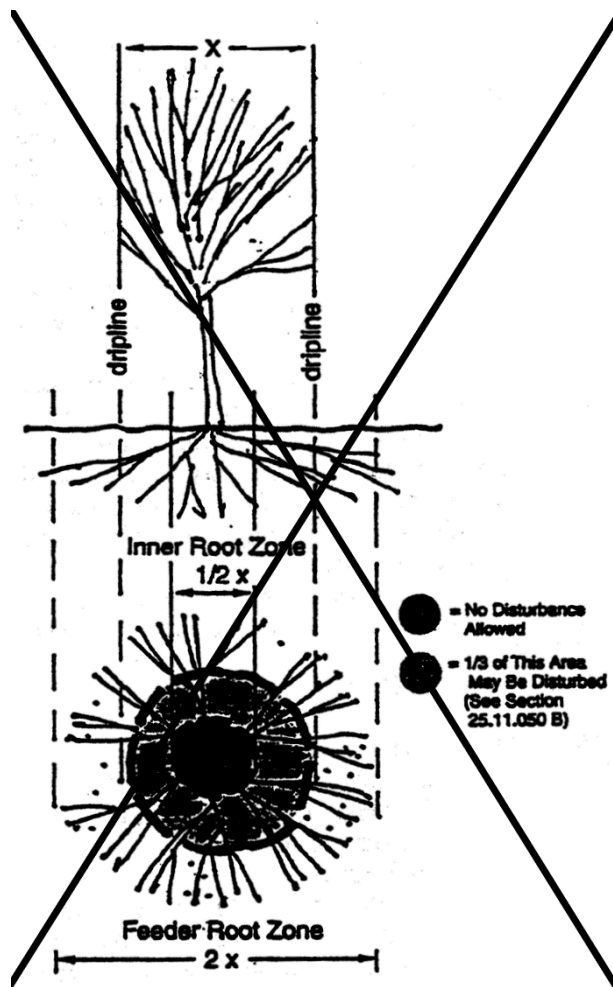 X
dripline
dripline
Inner Root Zone
1/2 x
= No Disturbance
Allowed
= 1/3 of This Area
May Be Disturbed
(See Section
25.11.050 B)
Feeder Root Zone
2 x